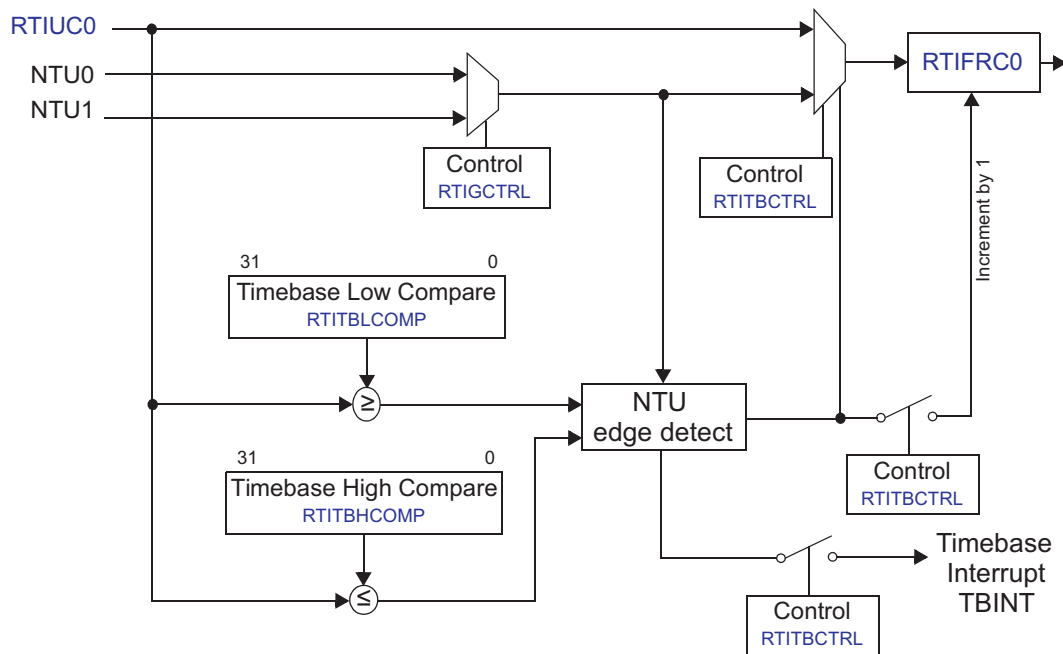 RTIUC0
NTU0
NTU1
RTIFRC0
Control
RTIGCTRL
Control
RTITBCTRL
Increment by 1
31 0
Timebase Low Compare
RTITBLCOMP
≥
NTU
edge detect
31 0
Timebase High Compare
RTITBHCOMP
≤
Control
RTITBCTRL
Timebase
Interrupt
TBINT
Control
RTITBCTRL